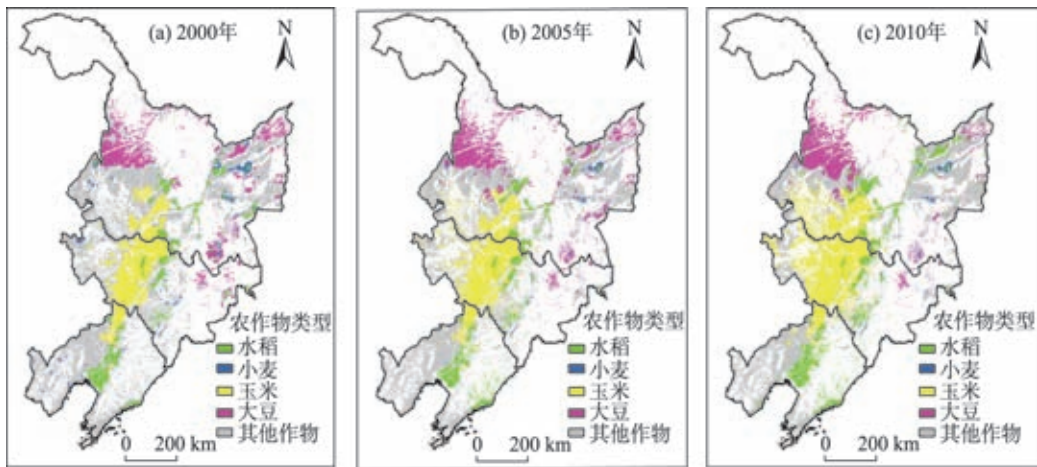 (a) 2000年
N
农作物类型
水稻
小麦
玉米
大豆
其他作物
0 200 km
(b) 2005年
N
农作物类型
水稻
小麦
玉米
大豆
其他作物
0 200 km
(c) 2010年
N
农作物类型
水稻
小麦
玉米
大豆
其他作物
0 200 km